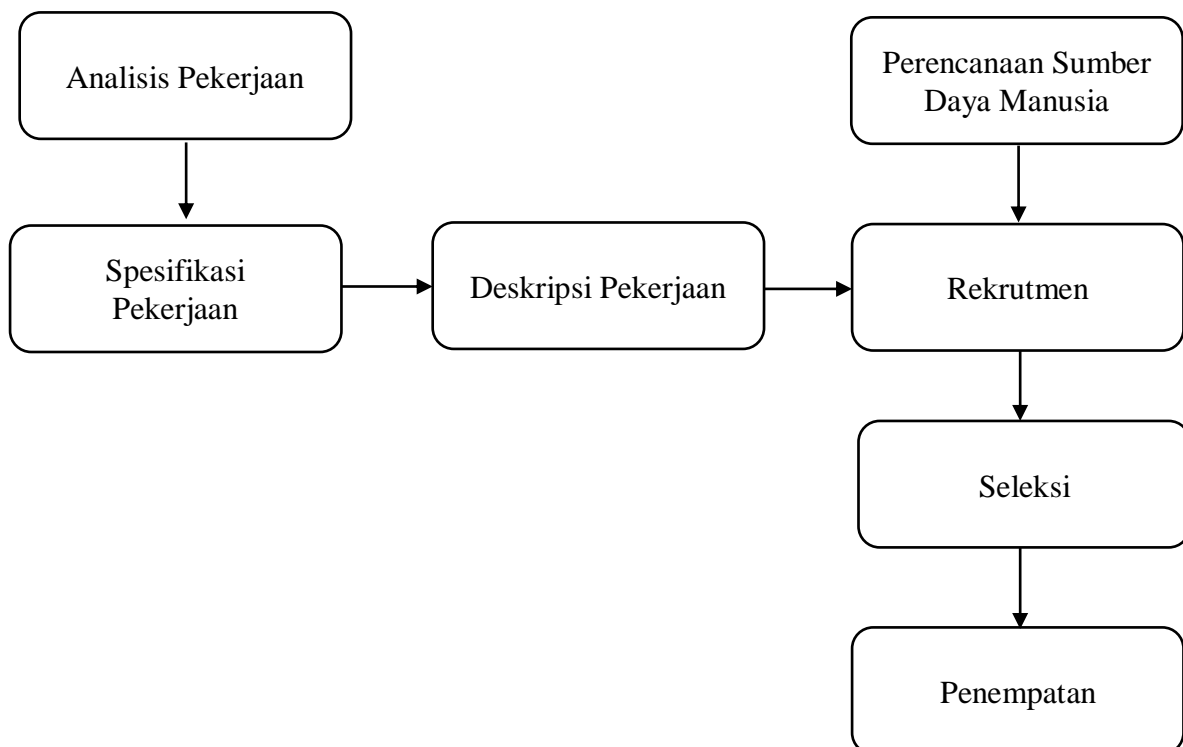 Analisis Pekerjaan
Perencanaan Sumber
Daya Manusia
Spesifikasi
Pekerjaan
Deskripsi Pekerjaan
Rekrutmen
Seleksi
Penempatan